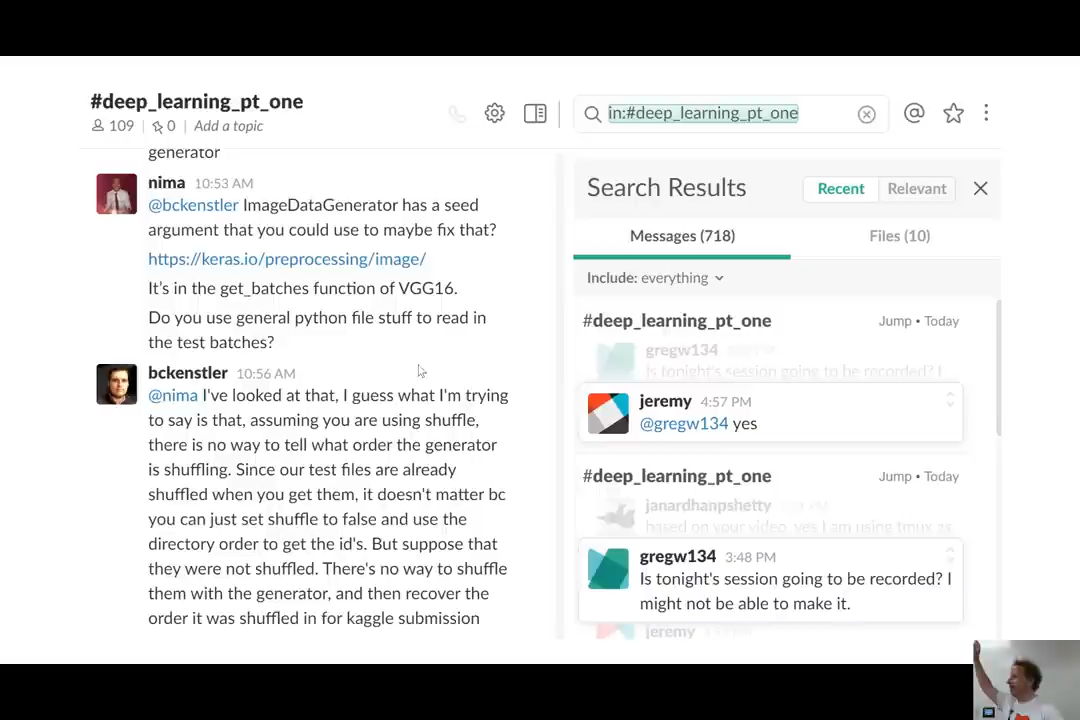 #deep_learning_pt_one
109 | 0 | Add a topic
in:#deep_learning_pt_one
generator
nima 10:53 AM
@bckenstler ImageDataGenerator has a seed
argument that you could use to maybe fix that?
https://keras.io/preprocessing/image/
It's in the get_batches function of VGG16.
Do you use general python file stuff to read in
the test batches?
bckenstler 10:56 AM
@nima I've looked at that, I guess what I'm trying
to say is that, assuming you are using shuffle,
there is no way to tell what order the generator
is shuffling. Since our test files are already
shuffled when you get them, it doesn't matter bc
you can just set shuffle to false and use the
directory order to get the id's. But suppose that
they were not shuffled. There's no way to shuffle
them with the generator, and then recover the
order it was shuffled in for kaggle submission
Search Results
Recent Relevant
Messages (718) Files (10)
Include: everything
#deep_learning_pt_one Jump • Today
gregw134
Is tonight's session going to be recorded? I
jeremy 4:57 PM
@gregw134 yes
#deep_learning_pt_one Jump • Today
janardhanpshetty
based on your video, yes I am using tmux as
gregw134 3:48 PM
Is tonight's session going to be recorded? I
might not be able to make it.
jeremy